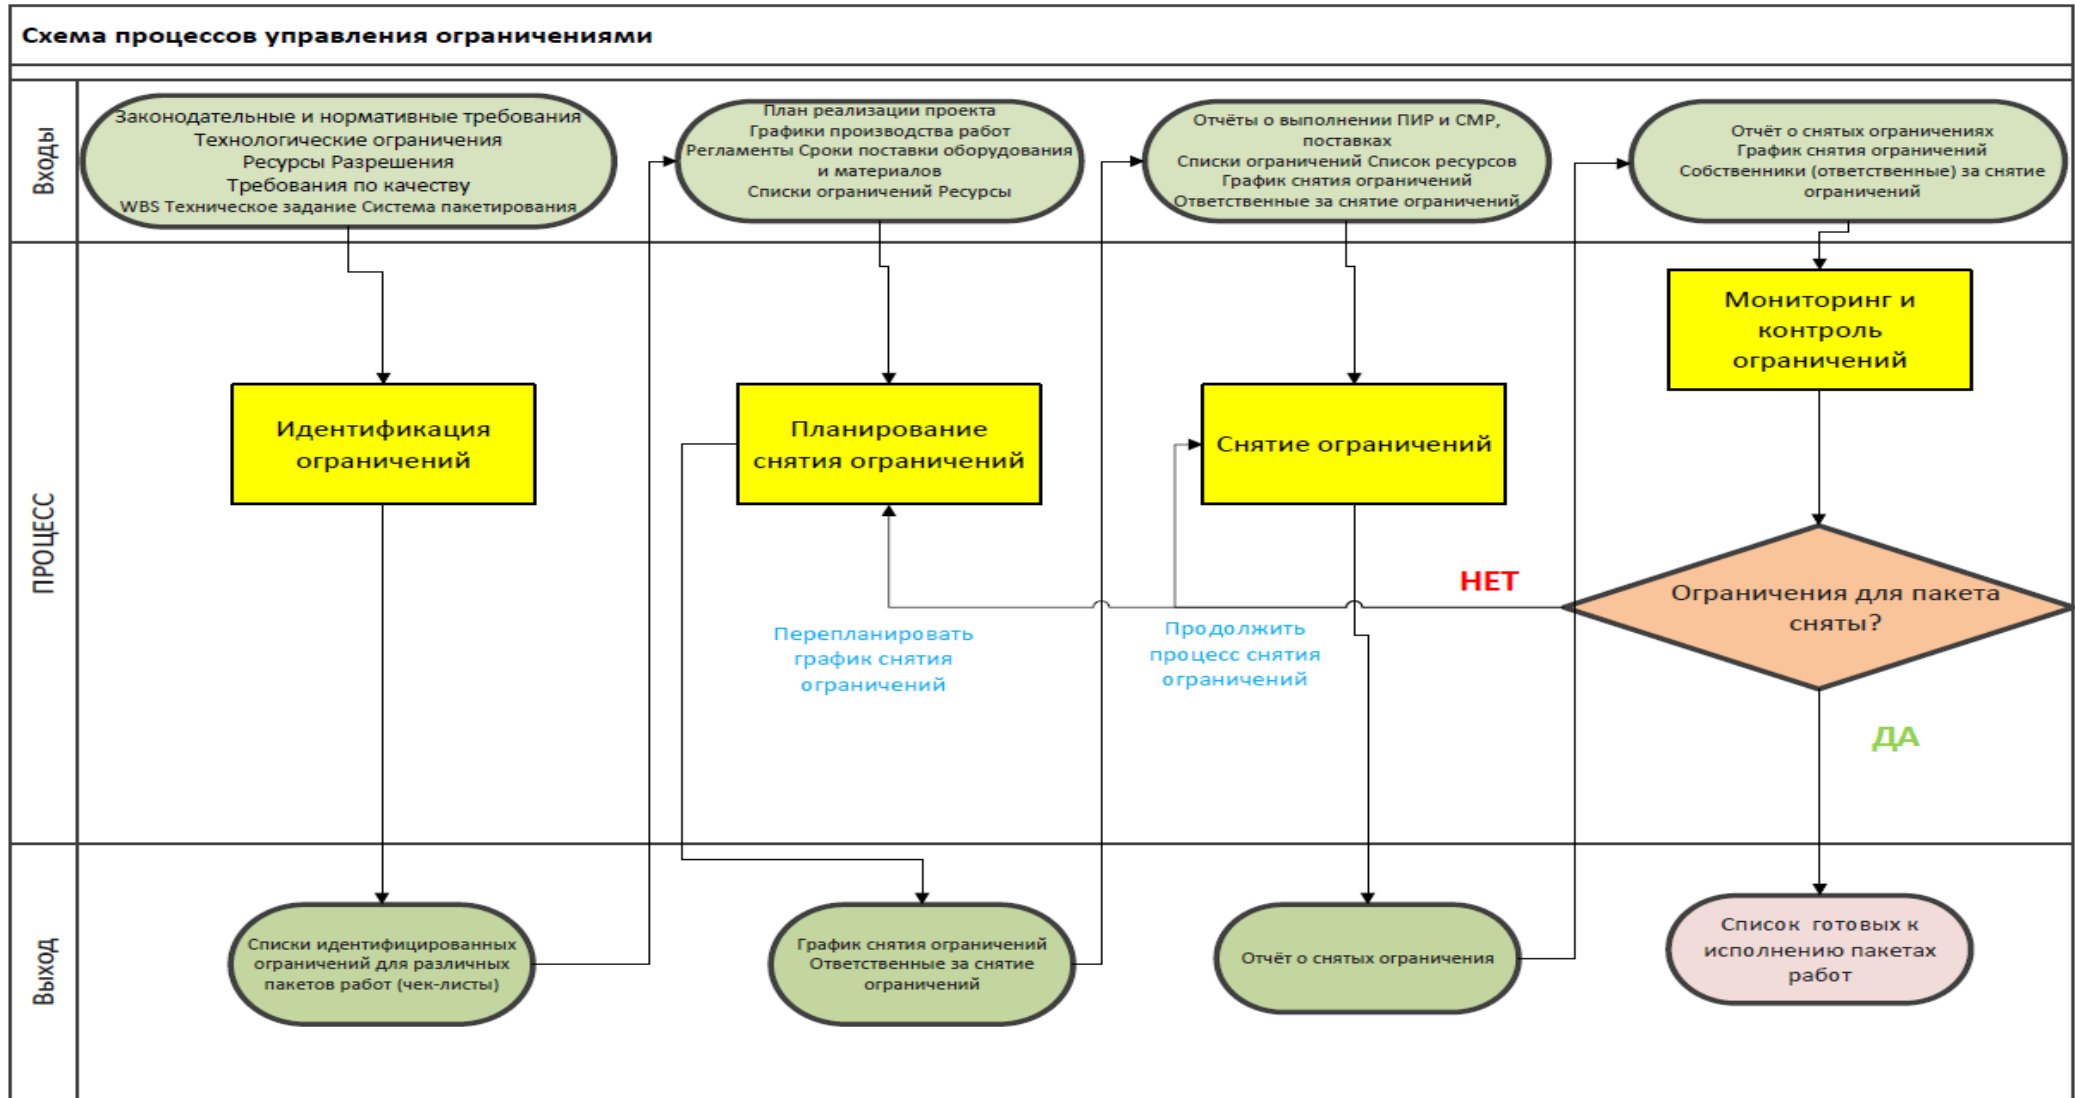 Схема процессов управления ограничениями
Входы
Законодательные и нормативные требования
Технологические ограничения
Ресурсы Разрешения
Требования по качеству
WBS Техническое задание Система пакетирования
План реализации проекта
Графики производства работ
Регламенты Сроки поставки оборудования
и материалов
Списки ограничений Ресурсы
Отчёты о выполнении ПИР и СМР,
поставках
Списки ограничений Список ресурсов
График снятия ограничений
Ответственные за снятие ограничений
Отчёт о снятых ограничениях
График снятия ограничений
Собственники (ответственные) за снятие
ограничений
ПРОЦЕСС
Идентификация
ограничений
Планирование
снятия ограничений
Снятие ограничений
Мониторинг и
контроль
ограничений
Ограничения для пакета
сняты?
НЕТ
Перепланировать
график снятия
ограничений
Продолжить
процесс снятия
ограничений
ДА
Выход
Списки идентифицированных
ограничений для различных
пакетов работ (чек-листы)
График снятия ограничений
Ответственные за снятие
ограничений
Отчёт о снятых ограничения
Список готовых к
исполнению пакетах
работ